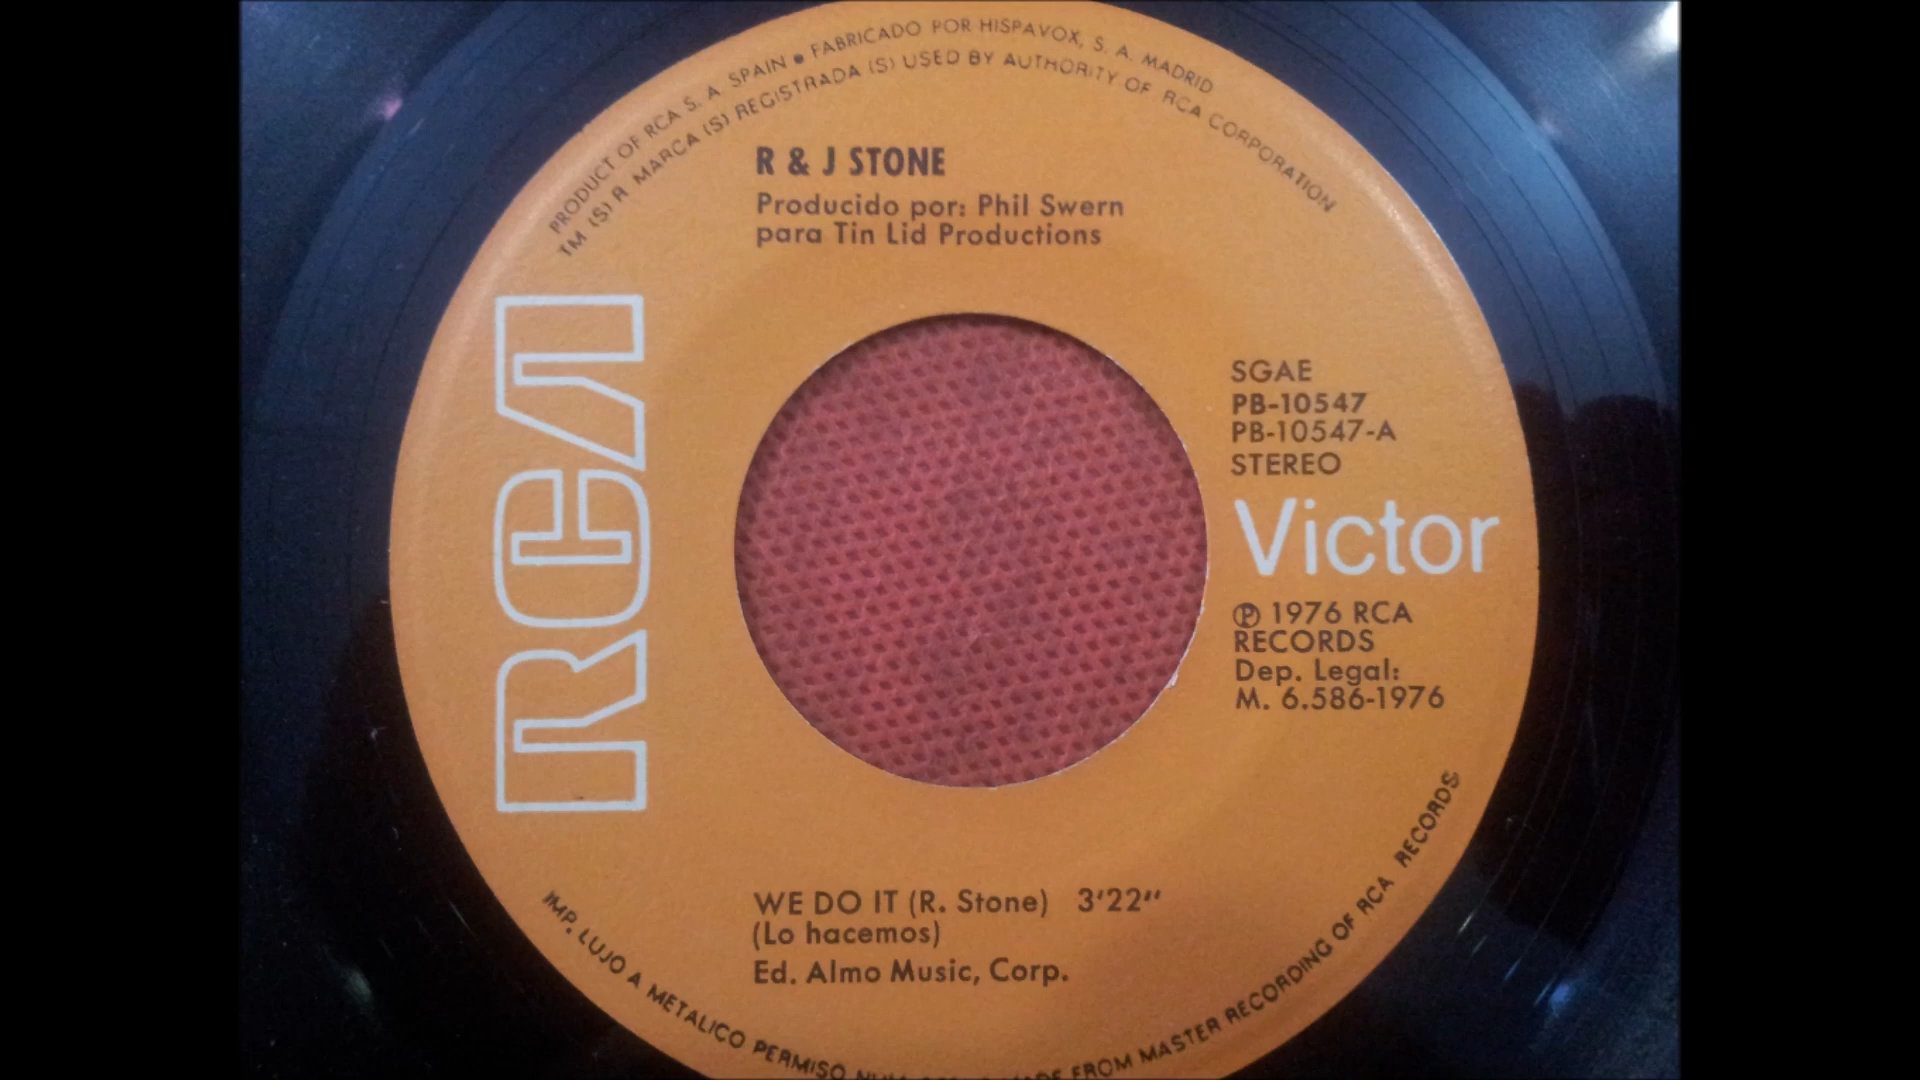 PRODUCT OF RCA S. A. SPAIN • FABRICADO POR HISPAVOX, S. A. MADRID
TM (S) R MARCA (S) REGISTRADA (S) USED BY AUTHORITY OF RCA CORPORATION
R & J STONE
Producido por: Phil Swern
para Tin Lid Productions
RCA
SGAE
PB-10547
PB-10547-A
STEREO
Victor
Ⓟ 1976 RCA
RECORDS
Dep. Legal:
M. 6.586-1976
WE DO IT (R. Stone) 3'22"
(Lo hacemos)
Ed. Almo Music, Corp.
IMP. LUJO A METALICO PERMISO
MADE FROM MASTER RECORDING OF RCA RECORDS